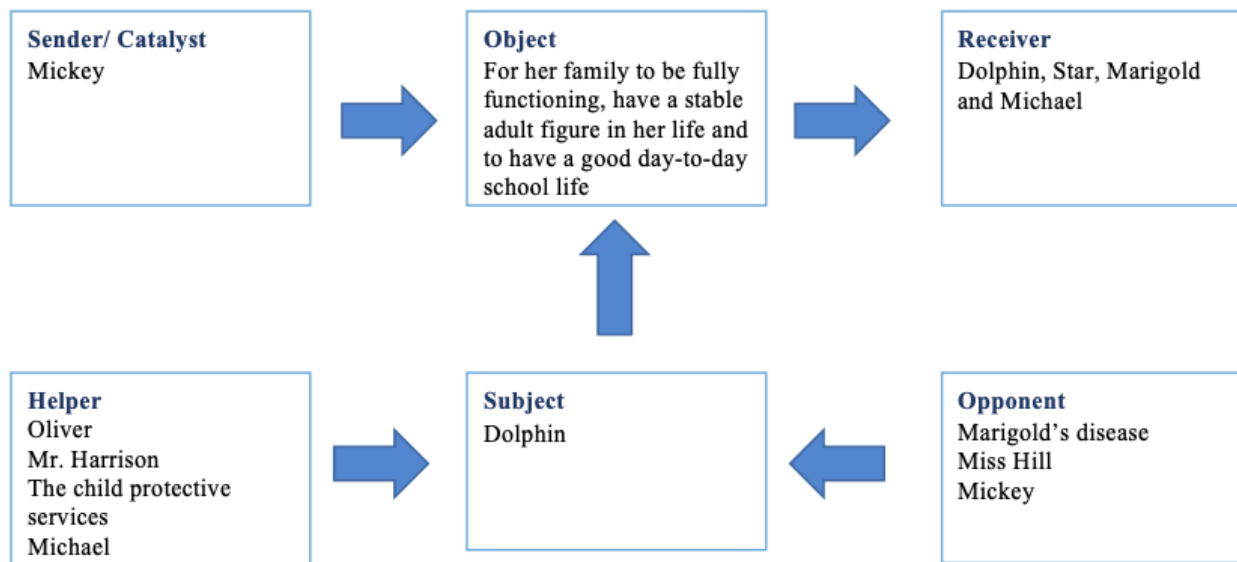 Sender/ Catalyst
Mickey
Object
For her family to be fully
functioning, have a stable
adult figure in her life and
to have a good day-to-day
school life
Receiver
Dolphin, Star, Marigold
and Michael
Helper
Oliver
Mr. Harrison
The child protective
services
Michael
Subject
Dolphin
Opponent
Marigold’s disease
Miss Hill
Mickey